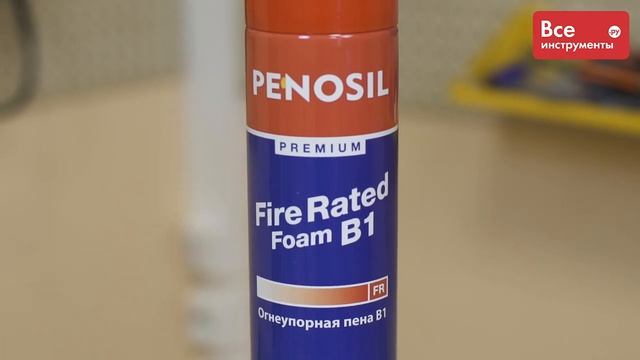 Все
.ру
инструменты
PENOSIL
PREMIUM
Fire Rated
Foam B1
FR
Огнеупорная пена B1